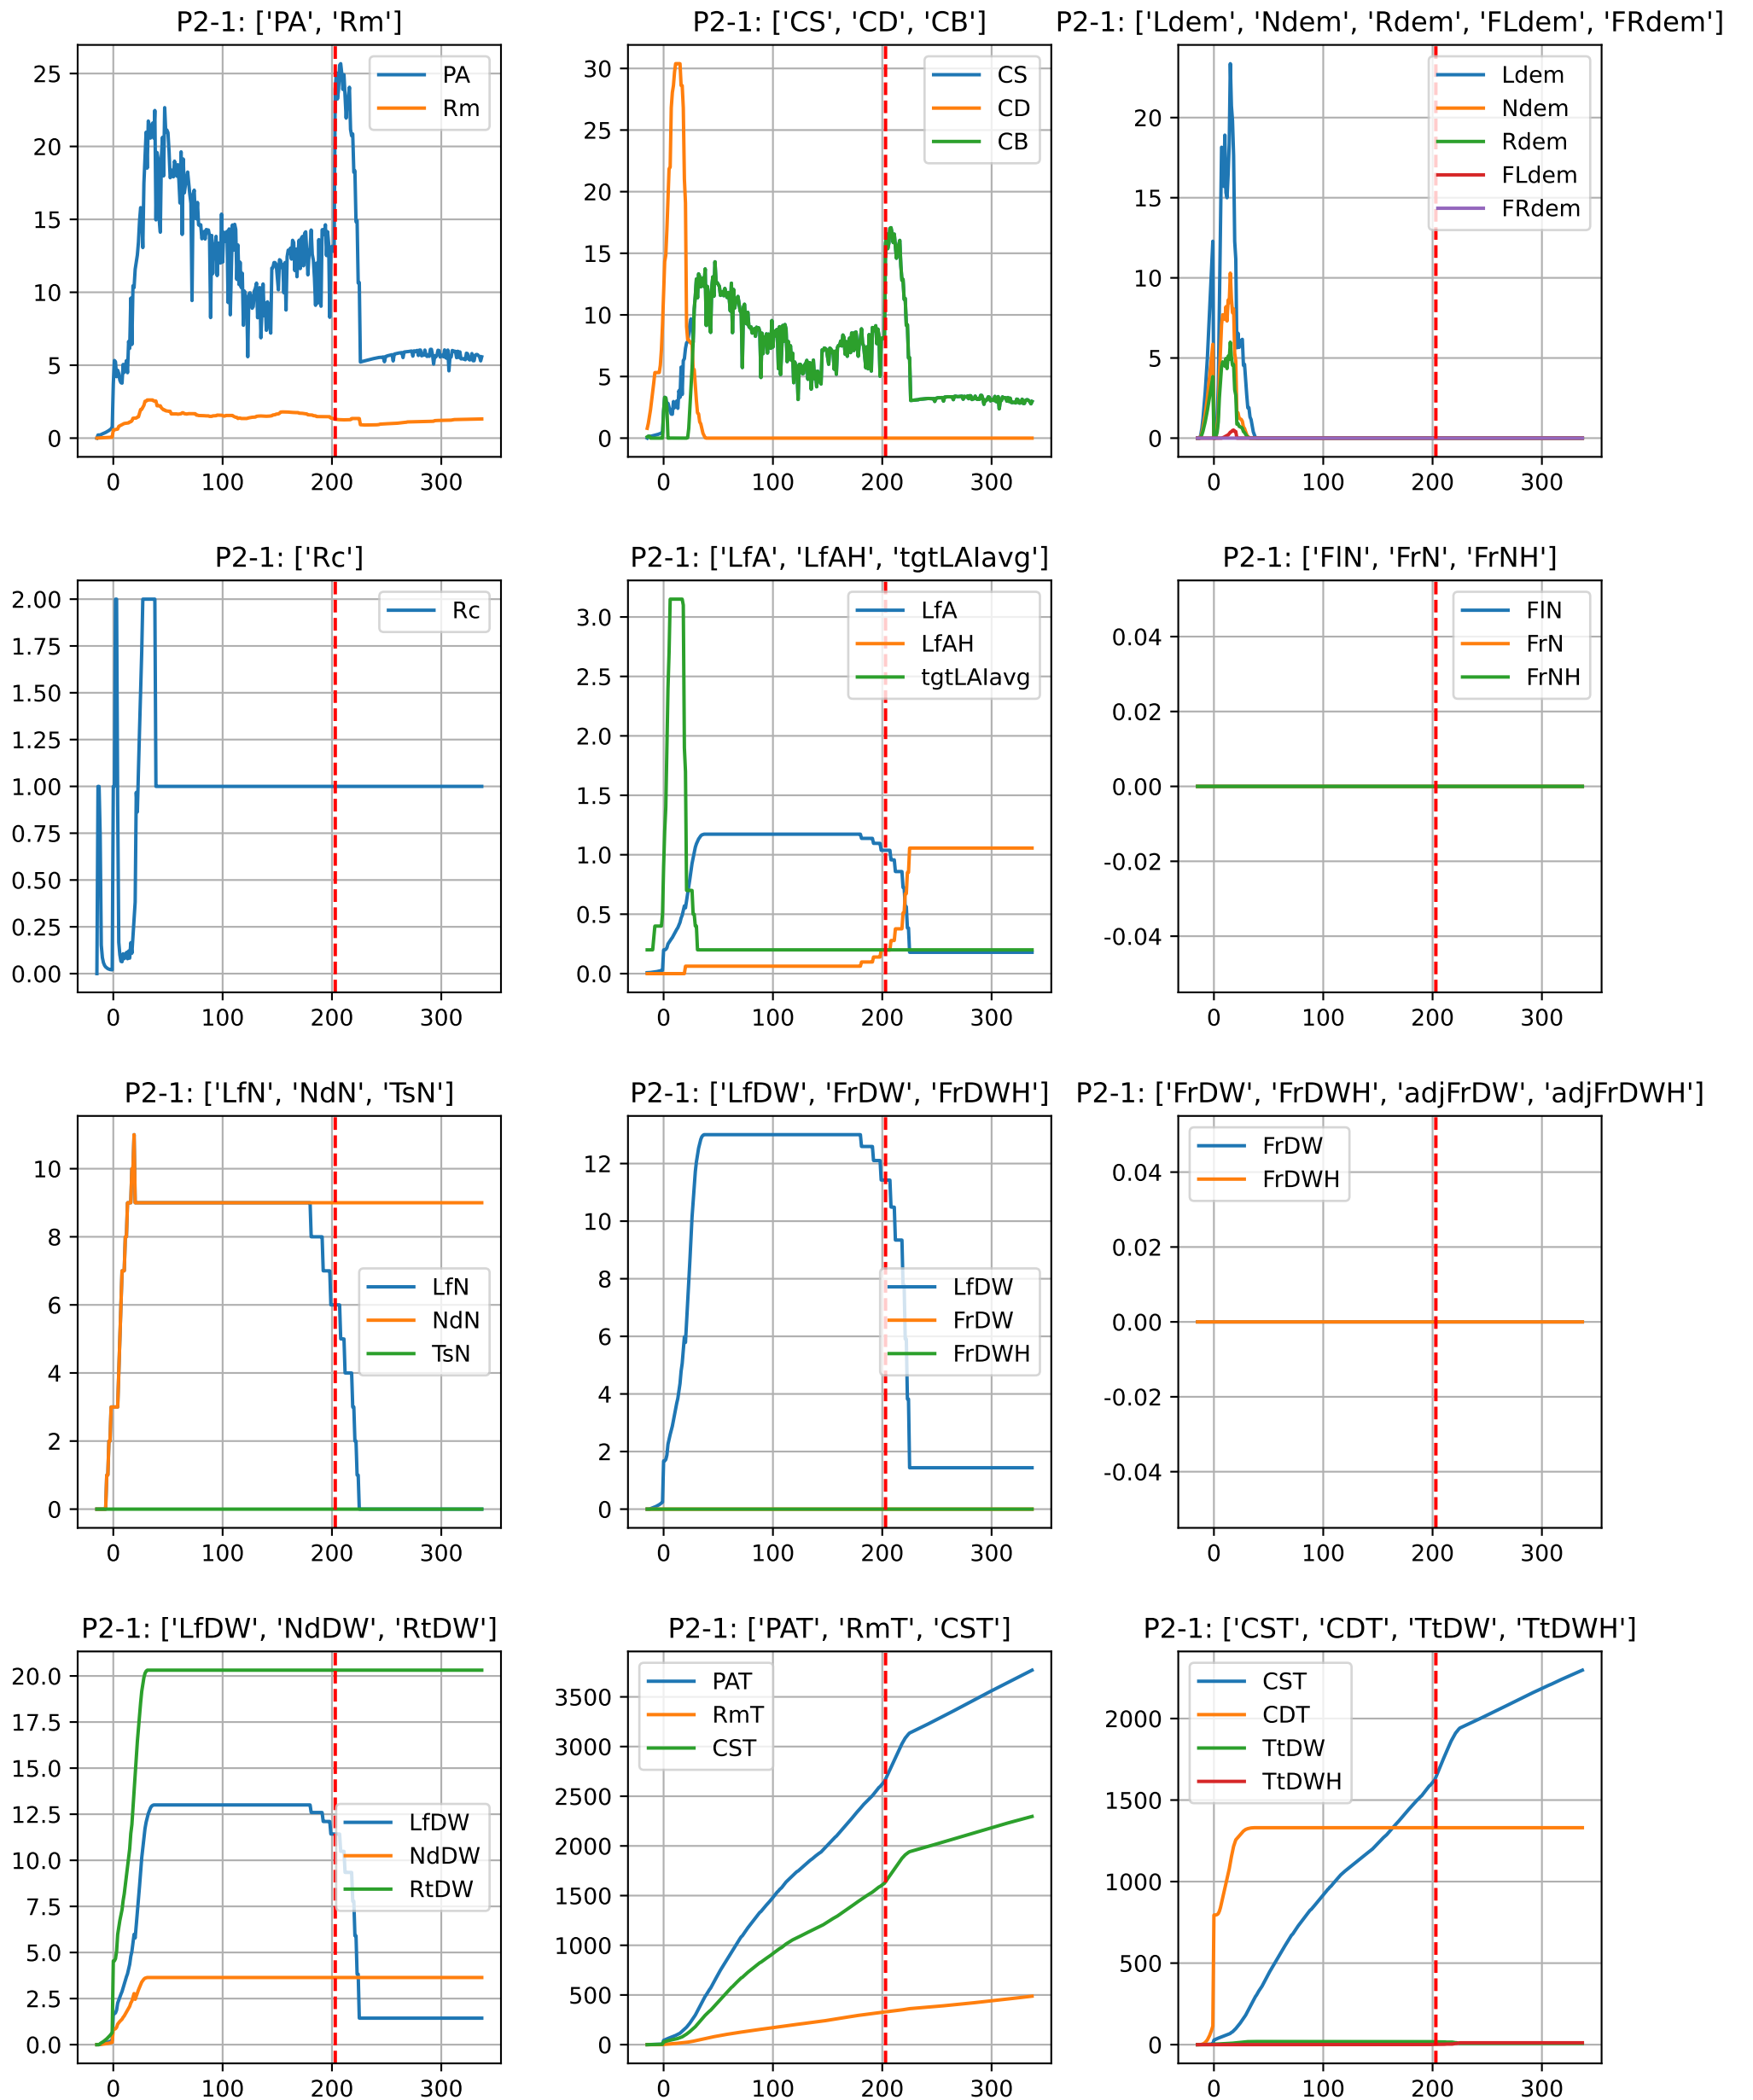 P2-1: ['PA', 'Rm']
25
20
15
10
5
0
0 100 200 300
PA
Rm
P2-1: ['CS', 'CD', 'CB']
30
25
20
15
10
5
0
0 100 200 300
CS
CD
CB
P2-1: ['Ldem', 'Ndem', 'Rdem', 'FLdem', 'FRdem']
20
15
10
5
0
0 100 200 300
Ldem
Ndem
Rdem
FLdem
FRdem
P2-1: ['Rc']
2.00
1.75
1.50
1.25
1.00
0.75
0.50
0.25
0.00
0 100 200 300
Rc
P2-1: ['LfA', 'LfAH', 'tgtLAIavg']
3.0
2.5
2.0
1.5
1.0
0.5
0.0
0 100 200 300
LfA
LfAH
tgtLAIavg
P2-1: ['FlN', 'FrN', 'FrNH']
0.04
0.02
0.00
-0.02
-0.04
0 100 200 300
FlN
FrN
FrNH
P2-1: ['LfN', 'NdN', 'TsN']
10
8
6
4
2
0
0 100 200 300
LfN
NdN
TsN
P2-1: ['LfDW', 'FrDW', 'FrDWH']
12
10
8
6
4
2
0
0 100 200 300
LfDW
FrDW
FrDWH
P2-1: ['FrDW', 'FrDWH', 'adjFrDW', 'adjFrDWH']
0.04
0.02
0.00
-0.02
-0.04
0 100 200 300
FrDW
FrDWH
P2-1: ['LfDW', 'NdDW', 'RtDW']
20.0
17.5
15.0
12.5
10.0
7.5
5.0
2.5
0.0
0 100 200 300
LfDW
NdDW
RtDW
P2-1: ['PAT', 'RmT', 'CST']
3500
3000
2500
2000
1500
1000
500
0
0 100 200 300
PAT
RmT
CST
P2-1: ['CST', 'CDT', 'TtDW', 'TtDWH']
2000
1500
1000
500
0
0 100 200 300
CST
CDT
TtDW
TtDWH